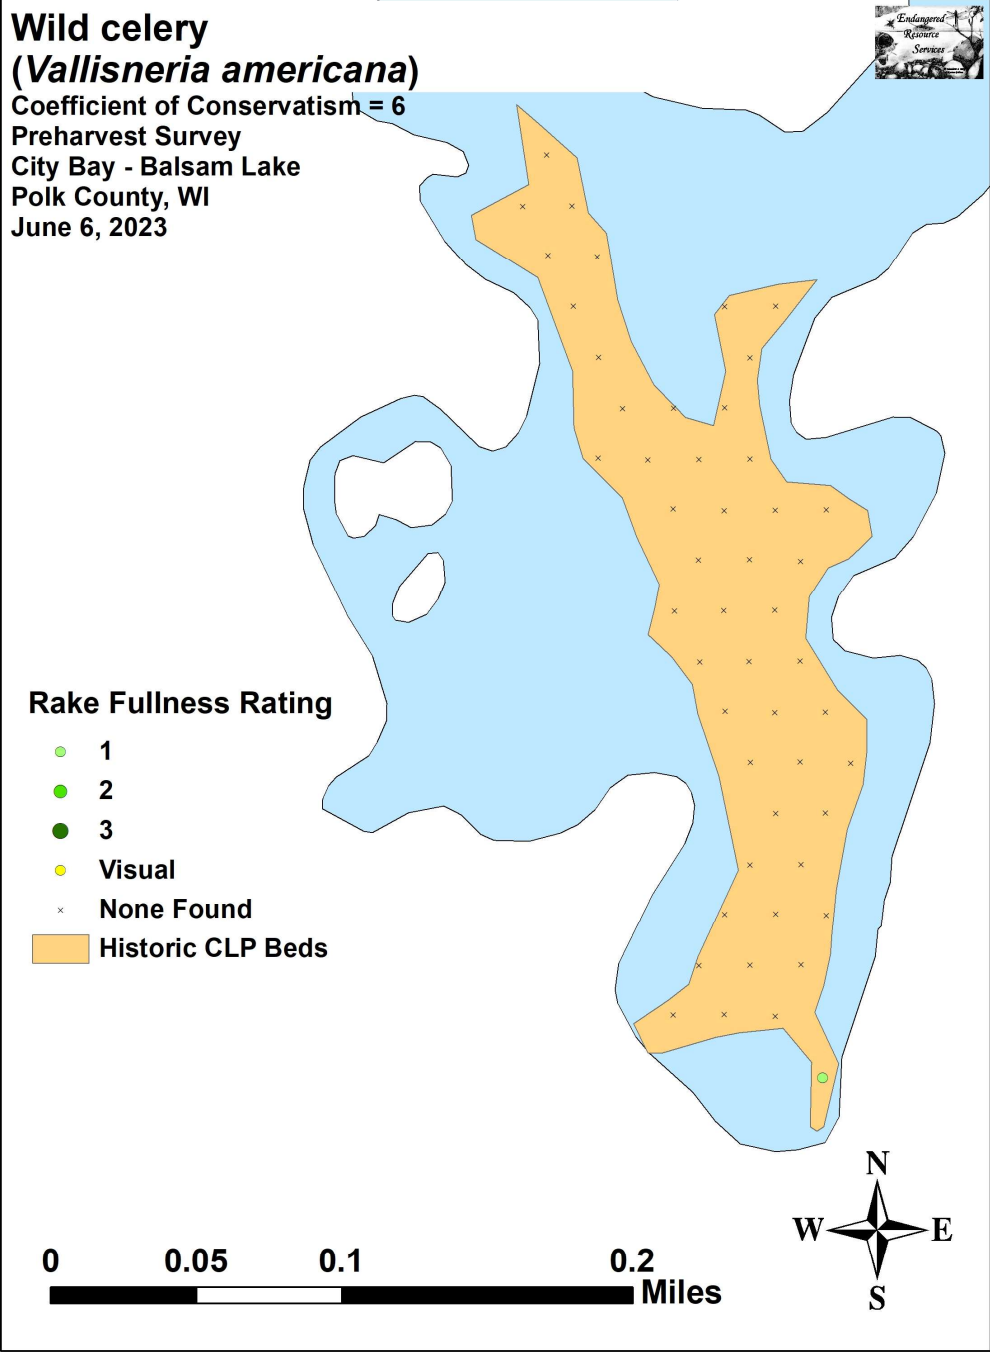 Wild celery
(Vallisneria americana)
Coefficient of Conservatism = 6
Preharvest Survey
City Bay - Balsam Lake
Polk County, WI
June 6, 2023
Endangered
Resource
Services
Rake Fullness Rating
1
2
3
Visual
None Found
Historic CLP Beds
N
W E
S
0 0.05 0.1 0.2
Miles